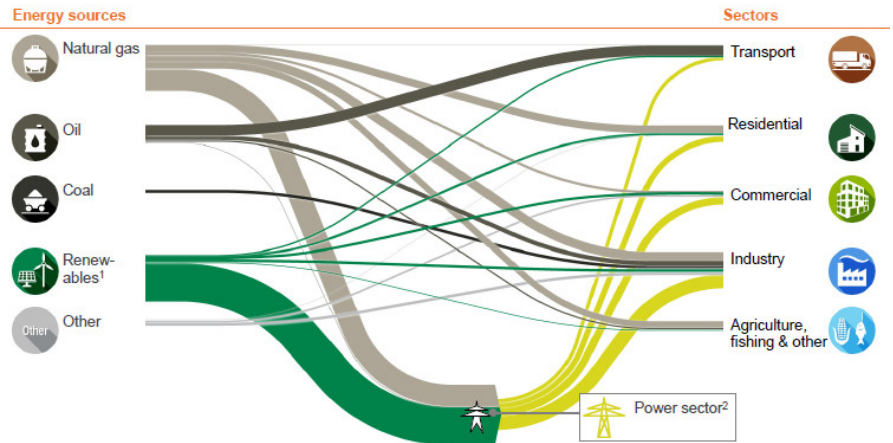 Energy sources
Sectors
Natural gas
Transport
Oil
Residential
Coal
Commercial
Renew-
ables¹
Industry
Other
Other
Agriculture,
fishing & other
Power sector²